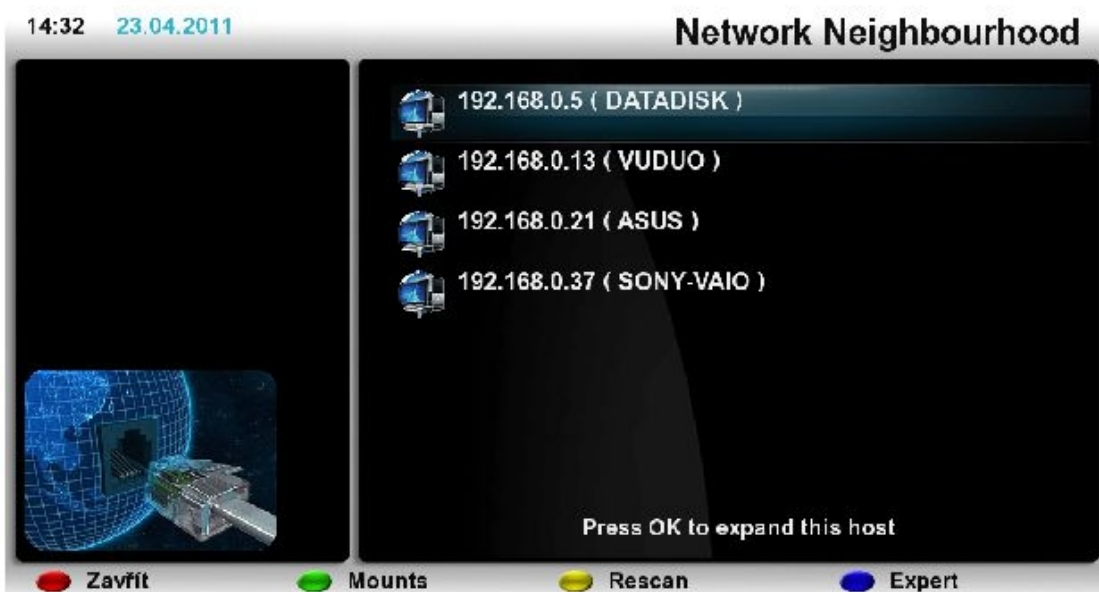 14:32 23.04.2011 Network Neighbourhood
192.168.0.5 ( DATADISK )
192.168.0.13 ( VUDUO )
192.168.0.21 ( ASUS )
192.168.0.37 ( SONY-VAIO )
Press OK to expand this host
Zavřít Mounts Rescan Expert